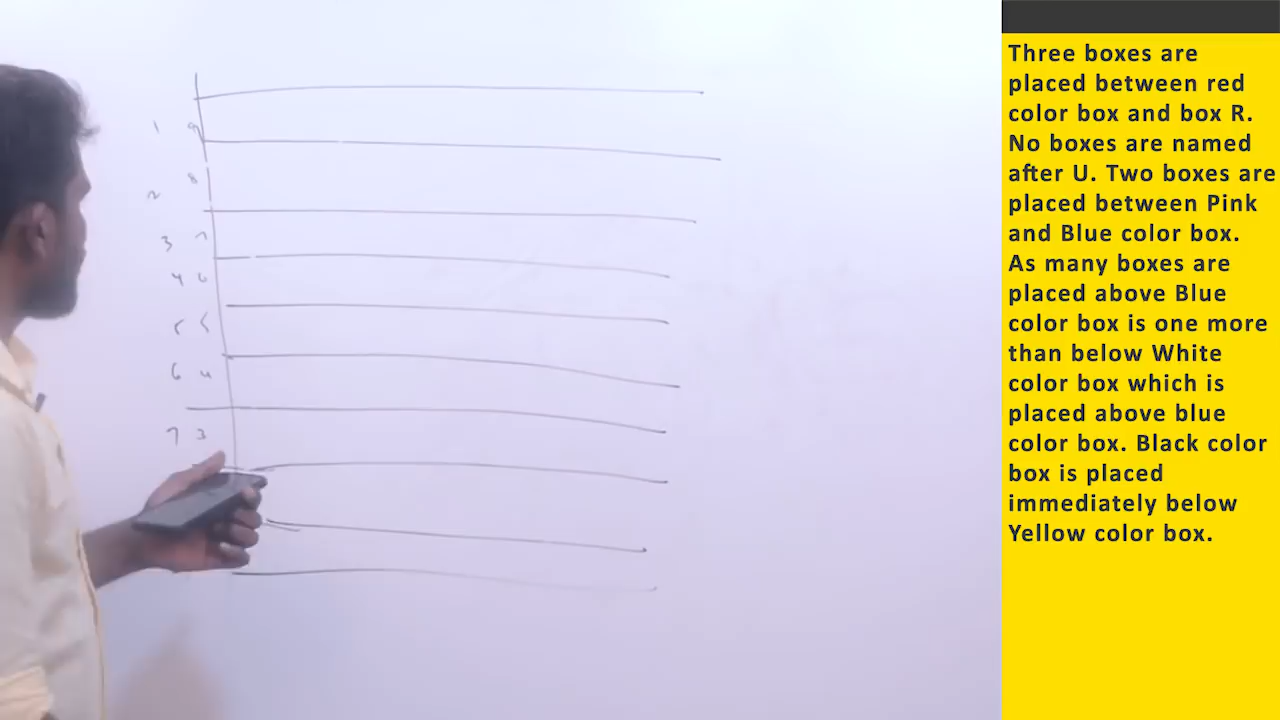 Three boxes are
placed between red
color box and box R.
No boxes are named
after U. Two boxes are
placed between Pink
and Blue color box.
As many boxes are
placed above Blue
color box is one more
than below White
color box which is
placed above blue
color box. Black color
box is placed
immediately below
Yellow color box.
1 9
2 8
3 7
4 6
5 5
6 4
7 3